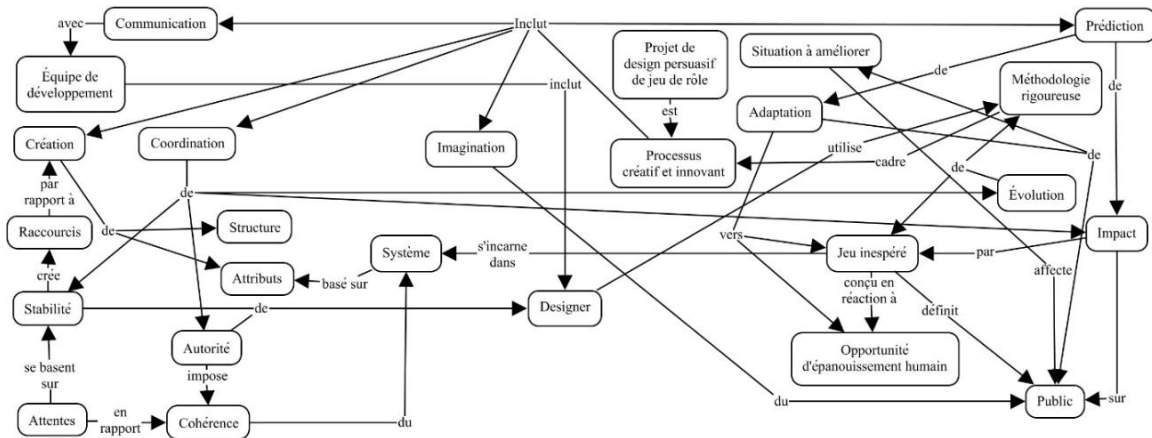 avec
Communication
Inclut
Prédiction
Projet de
design persuasif
de jeu de rôle
Situation à améliorer
Équipe de
développement
inclut
de
de
Méthodologie
rigoureuse
est
Adaptation
Création
Coordination
Imagination
utilise
Processus
créatif et innovant
cadre
de
de
par
rapport à
de
Évolution
Raccourcis
de
Structure
vers
Impact
Système
s'incarne
dans
Jeu inespéré
par
crée
Attributs
basé sur
conçu en
réaction à
affecte
Stabilité
de
Designer
définit
Autorité
se basent
sur
impose
Opportunité
d'épanouissement humain
Attentes
en
rapport
Cohérence
du
du
Public
sur